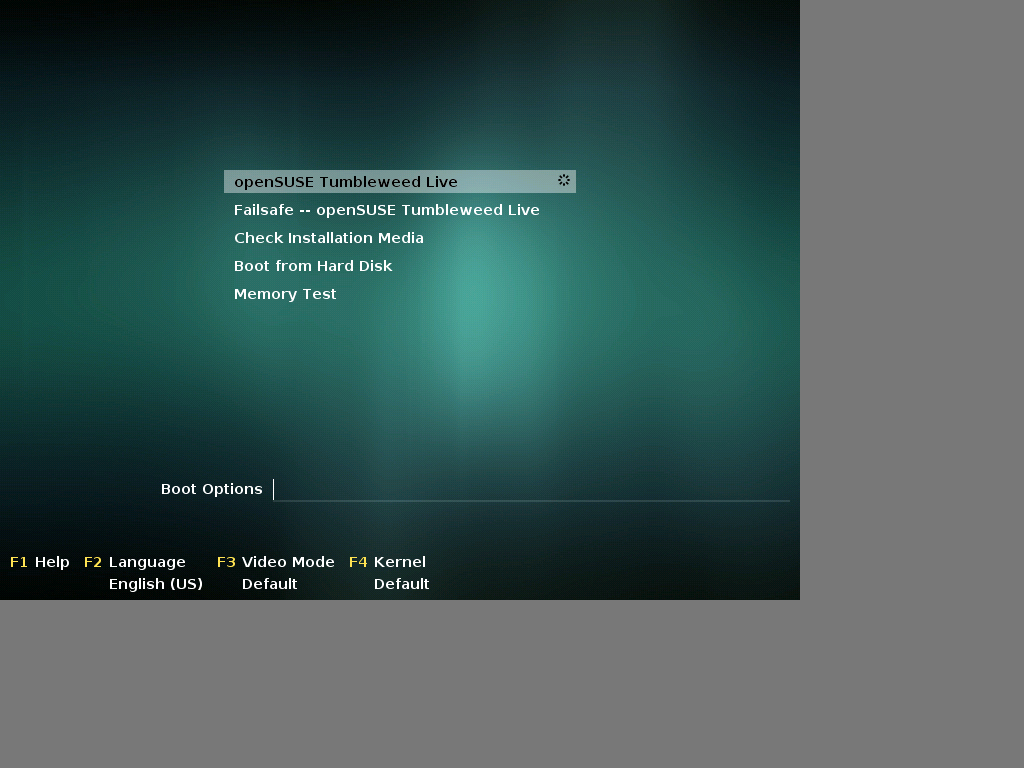 openSUSE Tumbleweed Live
Failsafe -- openSUSE Tumbleweed Live
Check Installation Media
Boot from Hard Disk
Memory Test
Boot Options
F1 Help F2 Language F3 Video Mode F4 Kernel
English (US) Default Default